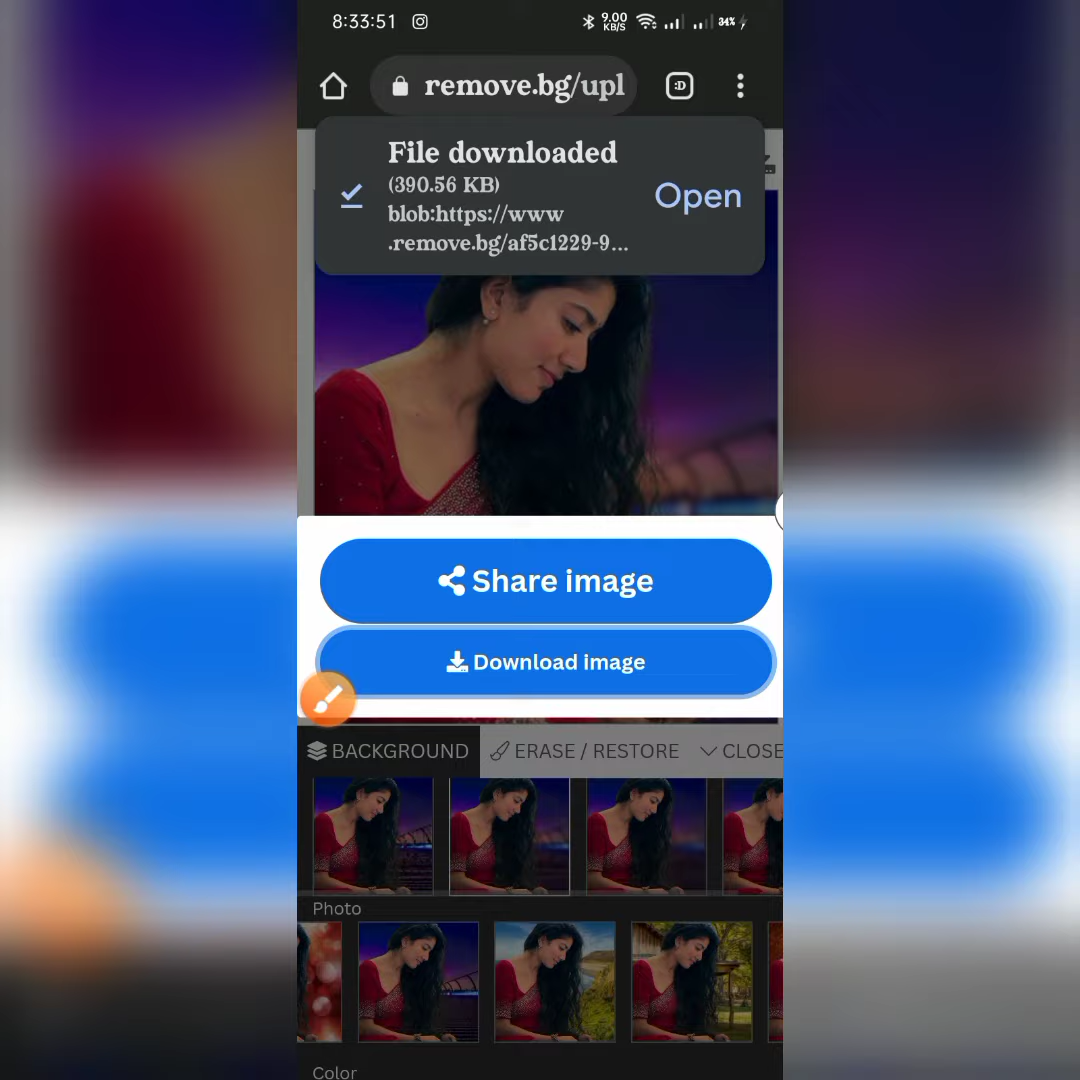 8:33:51
9.00 KB/S
34%
remove.bg/upl
:D
File downloaded
(390.56 KB)
blob:https://www
.remove.bg/af5c1229-9...
Open
Share image
Download image
BACKGROUND
ERASE / RESTORE
CLOSE
Photo
Color